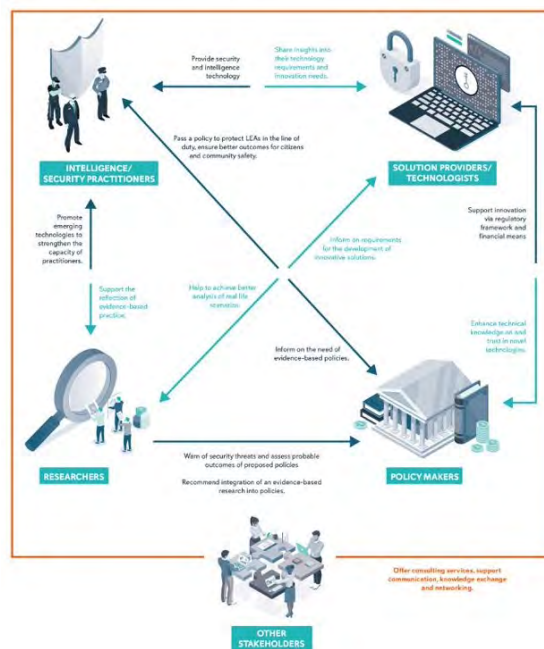 Provide security
and intelligence
technology
Share insights into
their technology
requirements and
innovation needs.
Pass a policy to protect LEAs in the line of
duty, ensure better outcomes for citizens
and community safety.
INTELLIGENCE/
SECURITY PRACTITIONERS
SOLUTION PROVIDERS/
TECHNOLOGISTS
Promote
emerging
technologies to
strengthen the
capacity of
practitioners.
Support innovation
via regulatory
framework and
financial means
Inform on requirements
for the development of
innovative solutions.
Support the
collection of
evidence-based
practice.
Help to achieve better
analysis of real life
scenarios.
Enhance technical
knowledge on and
trust in novel
technologies.
Inform on the need of
evidence-based policies.
RESEARCHERS
Warn of security threats and assess probable
outcomes of proposed policies
Recommend integration of an evidence-based
research into policies.
POLICY MAKERS
Offer consulting services, support
communication, knowledge exchange
and networking.
OTHER
STAKEHOLDERS